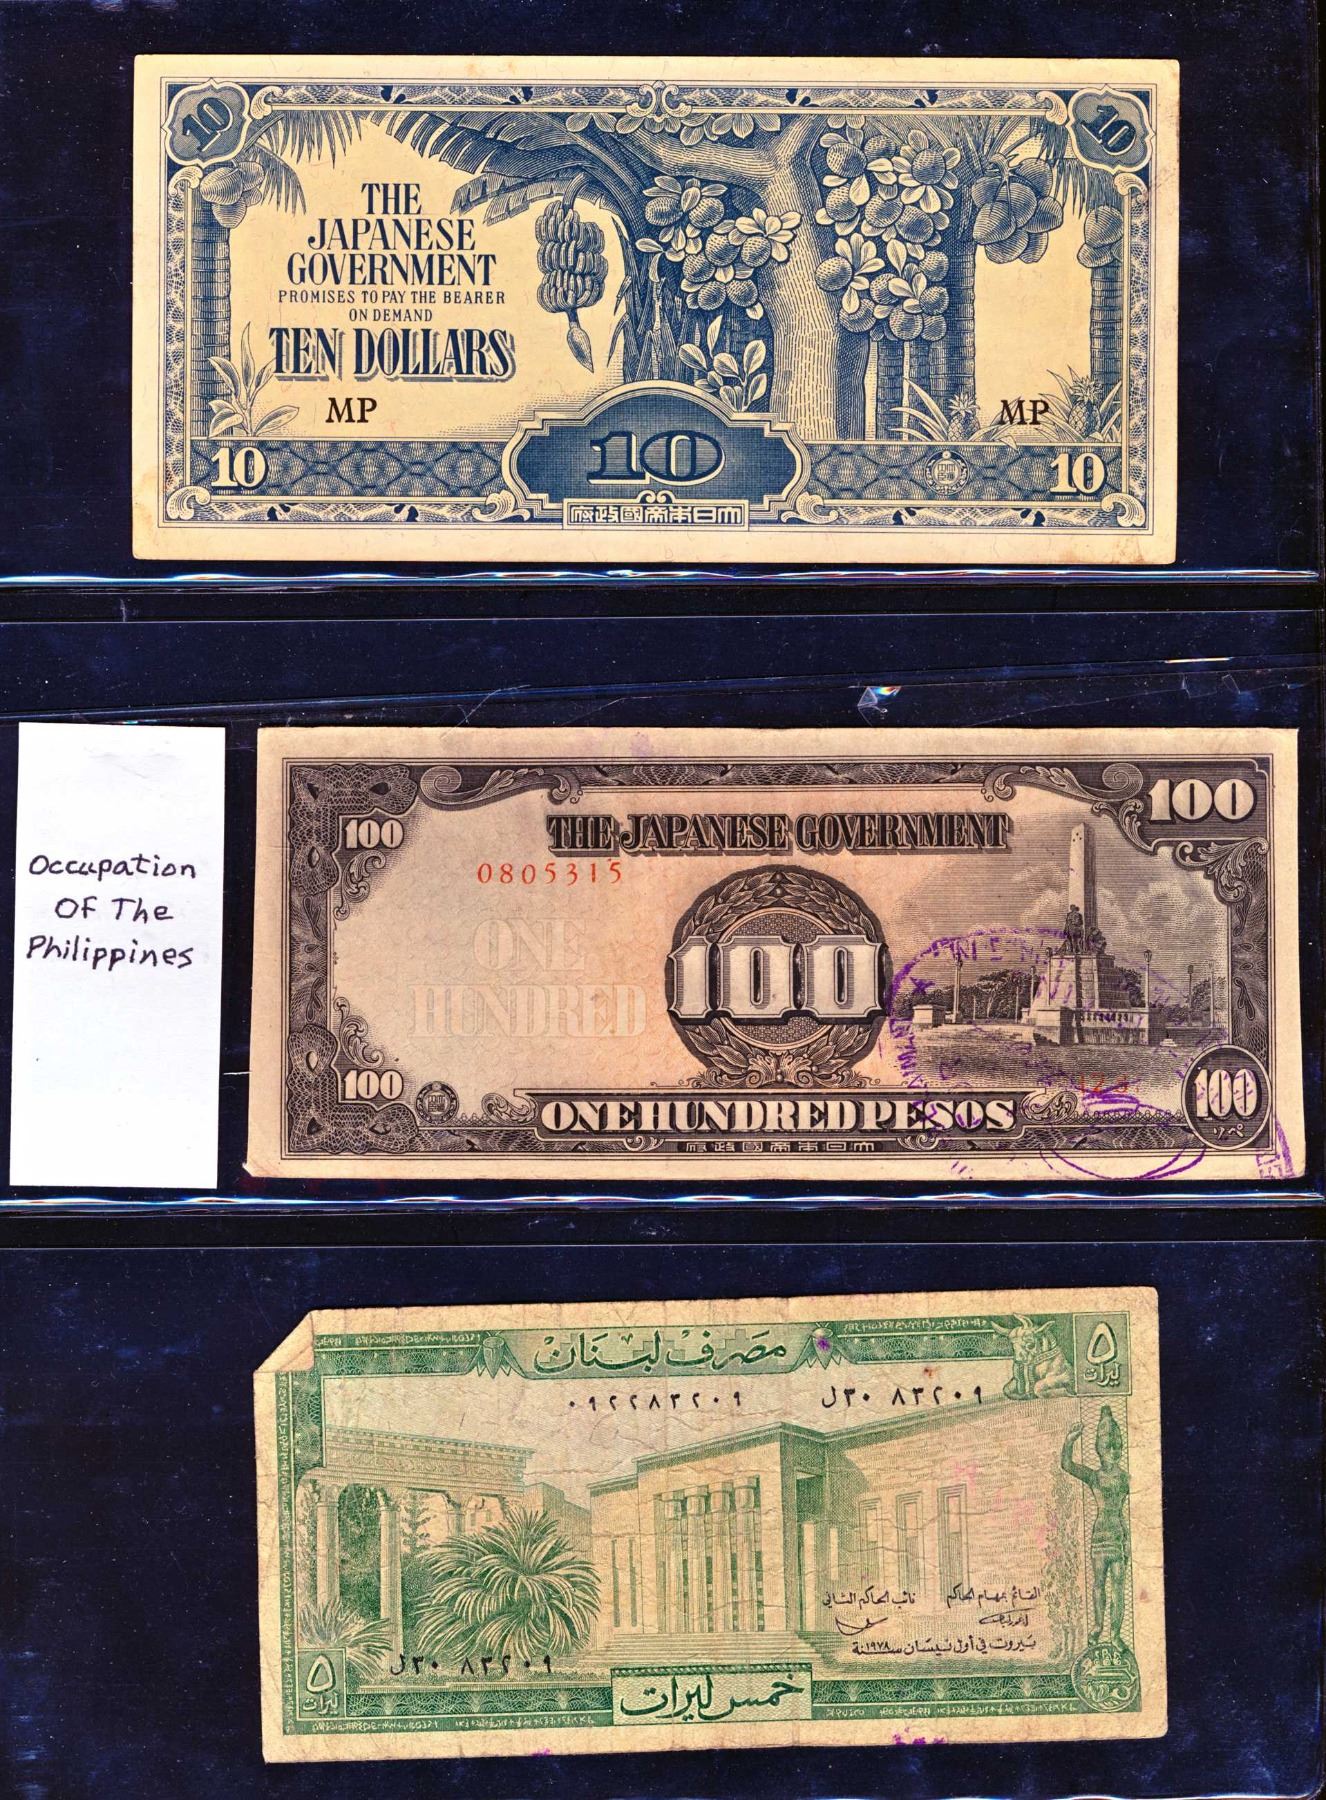 10
10
THE
JAPANESE
GOVERNMENT
PROMISES TO PAY THE BEARER
ON DEMAND
TEN DOLLARS
MP
MP
10
10
10
府政國帝本日大
Occupation
Of The
Philippines
100
100
THE JAPANESE GOVERNMENT
0805315
ONE
HUNDRED
100
100
100
ONE HUNDRED PESOS
府政國帝本日大
مصرف لبنان
٥
ليرات
٠٩٢٢٨٣٢٠٩
ل٣٠ ٨٣٢٠٩
القائم بمهام الحاكم
نائب الحاكم الثاني
بيروت في أول نيسان سنة ١٩٧٨
ل٣٠ ٨٣٢٠٩
٥
ليرات
خمس ليرات